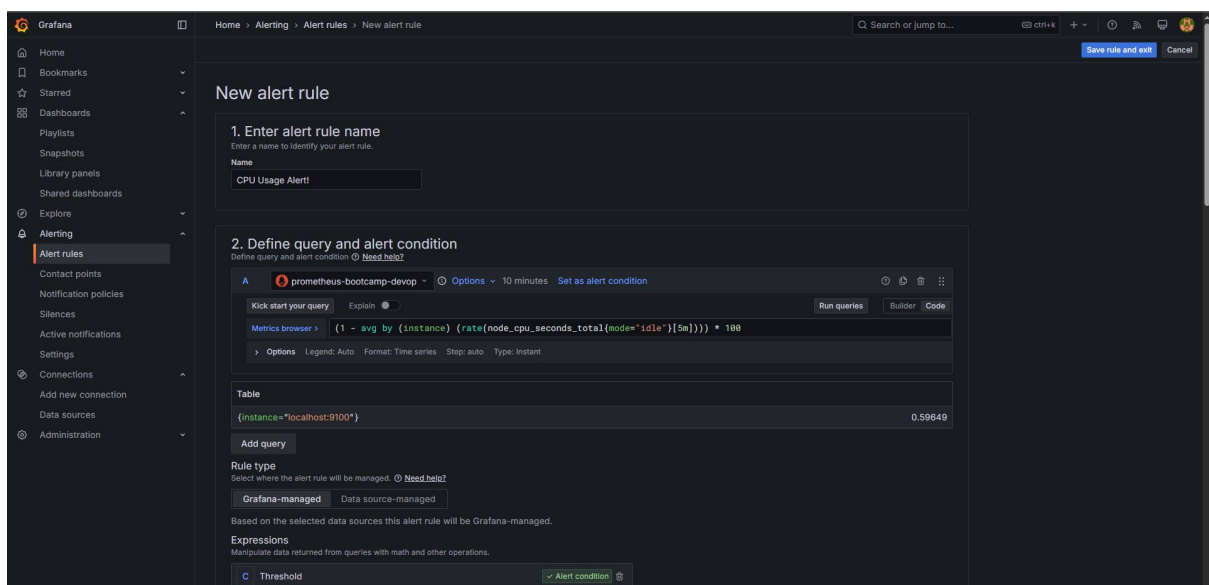 Grafana
Home > Alerting > Alert rules > New alert rule
Search or jump to...
ctrl+k
Save rule and exit
Cancel
Home
Bookmarks
Starred
Dashboards
Playlists
Snapshots
Library panels
Shared dashboards
Explore
Alerting
Alert rules
Contact points
Notification policies
Silences
Active notifications
Settings
Connections
Add new connection
Data sources
Administration
New alert rule
1. Enter alert rule name
Enter a name to identify your alert rule.
Name
CPU Usage Alert!
2. Define query and alert condition
Define query and alert condition Need help?
A prometheus-bootcamp-devop Options 10 minutes Set as alert condition
Kick start your query Explain Run queries Builder Code
Metrics browser > (1 - avg by (instance) (rate(node_cpu_seconds_total{mode="idle"}[5m]))) * 100
> Options Legend: Auto Format: Time series Step: auto Type: Instant
Table
{instance="localhost:9100"} 0.59649
Add query
Rule type
Select where the alert rule will be managed. Need help?
Grafana-managed Data source-managed
Based on the selected data sources this alert rule will be Grafana-managed.
Expressions
Manipulate data returned from queries with math and other operations.
C Threshold Alert condition